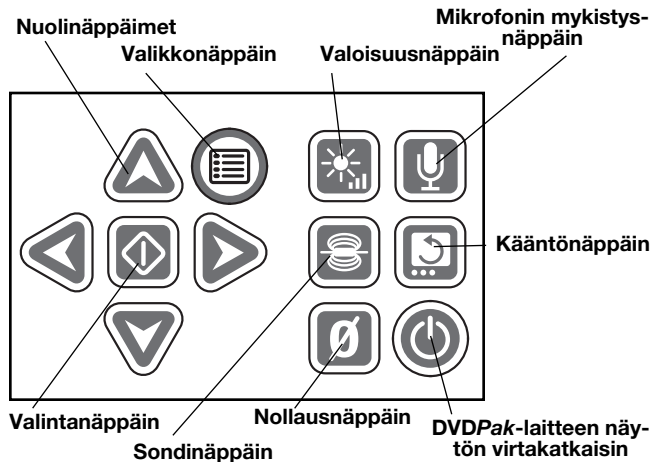 Nuolinäppäimet
Valikkonäppäin
Valoisuusnäppäin
Mikrofonin mykistys-
näppäin
Kääntönäppäin
Valintanäppäin
Sondinäppäin
Nollausnäppäin
DVDPak-laitteen näy-
tön virtakatkaisin